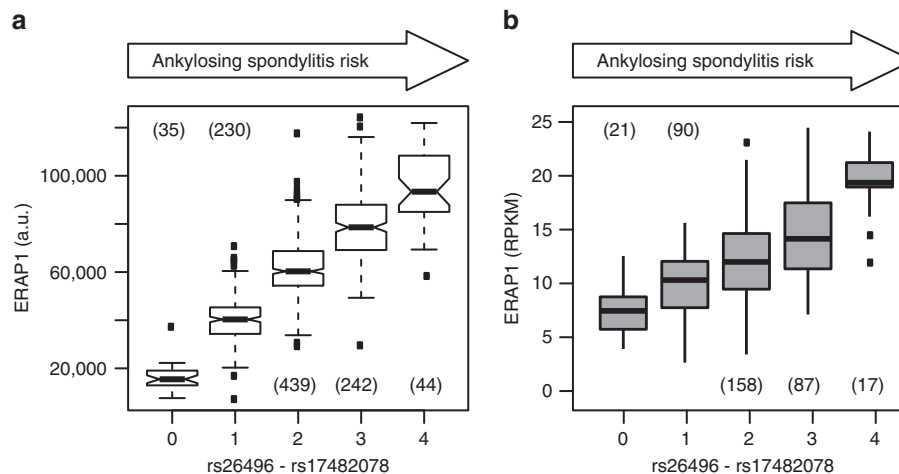 a
Ankylosing spondylitis risk
ERAP1 (a.u.)
100,000
60,000
20,000
(35) (230)
(439) (242) (44)
0 1 2 3 4
rs26496 - rs17482078
b
Ankylosing spondylitis risk
ERAP1 (RPKM)
25
20
15
10
5
0
(21) (90)
(158) (87) (17)
0 1 2 3 4
rs26496 - rs17482078